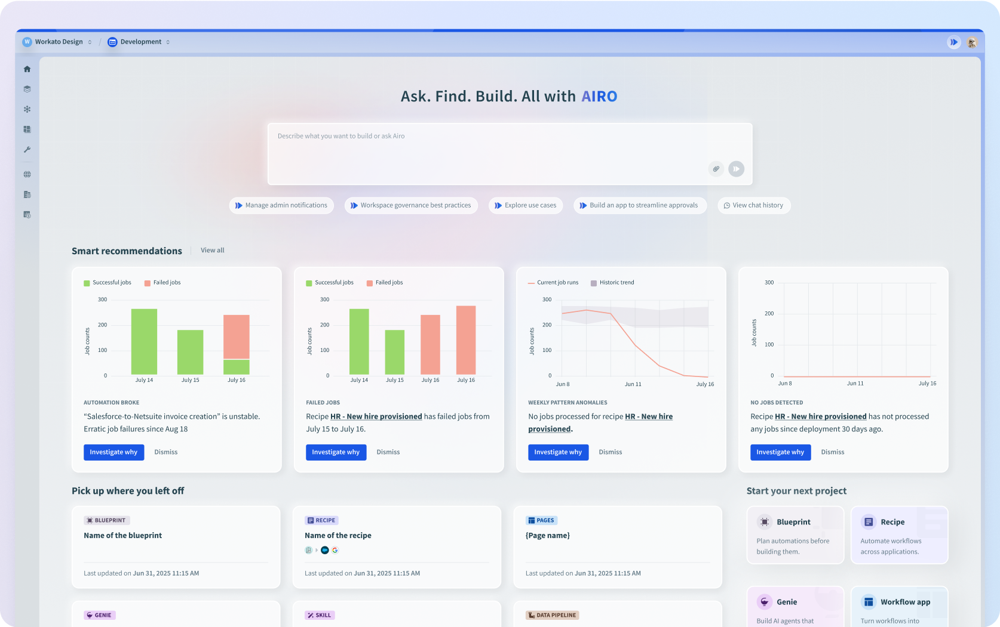 W Workato Design / Development
Ask. Find. Build. All with AIRO
Describe what you want to build or ask Airo
Manage admin notifications
Workspace governance best practices
Explore use cases
Build an app to streamline approvals
View chat history
Smart recommendations
View all
Successful jobs Failed jobs
300
200
100
0
Job counts
July 14 July 15 July 16
AUTOMATION BROKE
“Salesforce-to-Netsuite invoice creation” is unstable.
Erratic job failures since Aug 18
Investigate why Dismiss
Successful jobs Failed jobs
300
200
100
0
Job counts
July 14 July 15 July 16 July 16
FAILED JOBS
Recipe HR - New hire provisioned has failed jobs from
July 15 to July 16.
Investigate why Dismiss
Current job runs Historic trend
300
200
100
0
Job counts
Jun 8 Jun 11 July 16
WEEKLY PATTERN ANOMALIES
No jobs processed for recipe HR - New hire
provisioned.
Investigate why Dismiss
300
200
100
0
Job counts
Jun 8 Jun 11 July 16
NO JOBS DETECTED
Recipe HR - New hire provisioned has not processed
any jobs since deployment 30 days ago.
Investigate why Dismiss
Pick up where you left off
BLUEPRINT
Name of the blueprint
Last updated on Jun 31, 2025 11:15 AM
RECIPE
Name of the recipe
Last updated on Jun 31, 2025 11:15 AM
PAGES
{Page name}
Last updated on Jun 31, 2025 11:15 AM
GENIE
SKILL
DATA PIPELINE
Start your next project
Blueprint
Plan automations before
building them.
Recipe
Automate workflows
across applications.
Genie
Build AI agents that
Workflow app
Turn workflows into